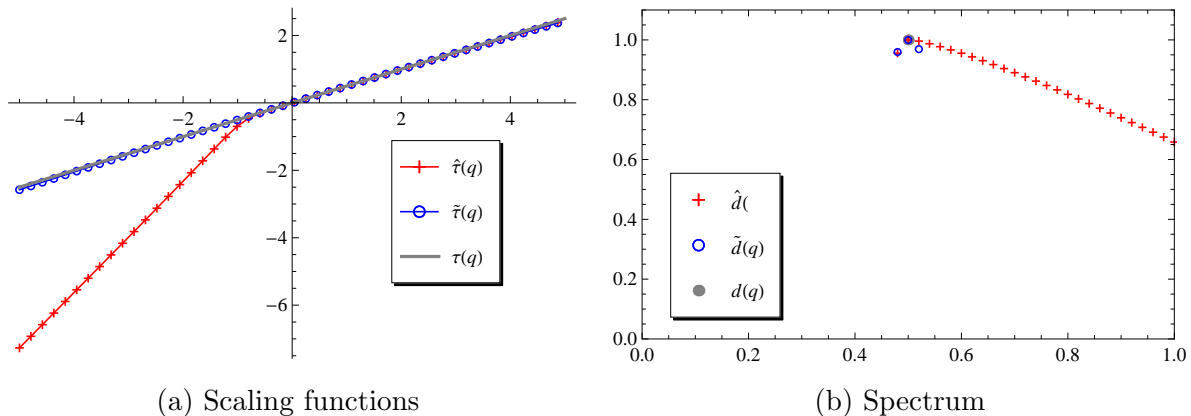 2
−4
−2
2
4
−2
−4
−6
τ̂(q)
τ̃(q)
τ(q)
(a) Scaling functions
1.0
0.8
0.6
0.4
0.2
0.0
0.0
0.2
0.4
0.6
0.8
1.0
d̂(
d̃(q)
d(q)
(b) Spectrum